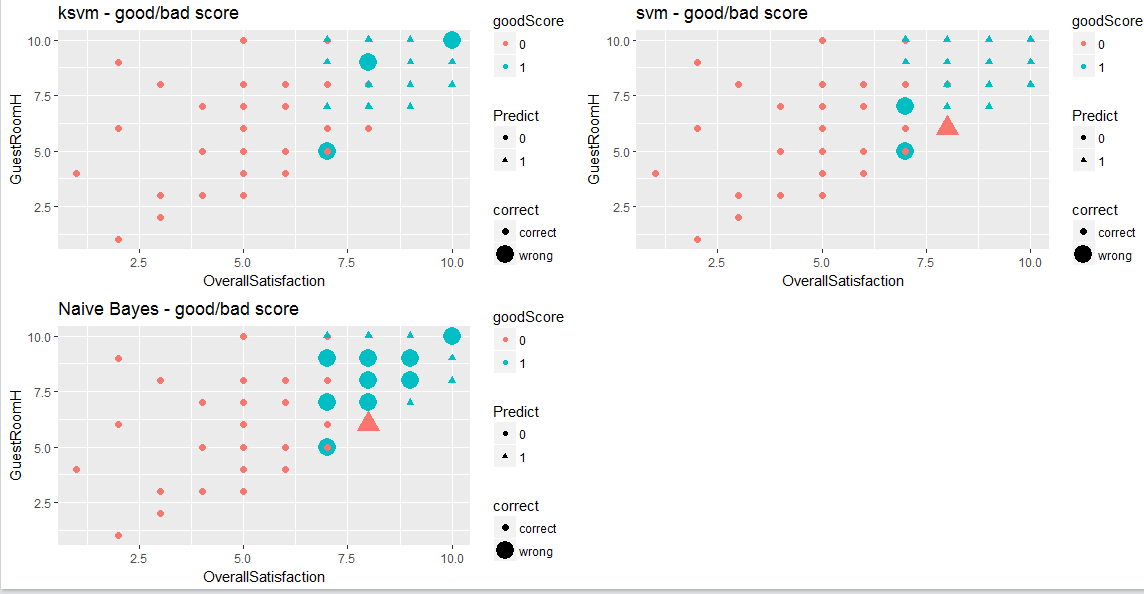 ksvm - good/bad score
GuestRoomH
10.0
7.5
5.0
2.5
2.5 5.0 7.5 10.0
OverallSatisfaction
goodScore
0
1
Predict
0
1
correct
correct
wrong
svm - good/bad score
GuestRoomH
10.0
7.5
5.0
2.5
2.5 5.0 7.5 10.0
OverallSatisfaction
goodScore
0
1
Predict
0
1
correct
correct
wrong
Naive Bayes - good/bad score
GuestRoomH
10.0
7.5
5.0
2.5
2.5 5.0 7.5 10.0
OverallSatisfaction
goodScore
0
1
Predict
0
1
correct
correct
wrong